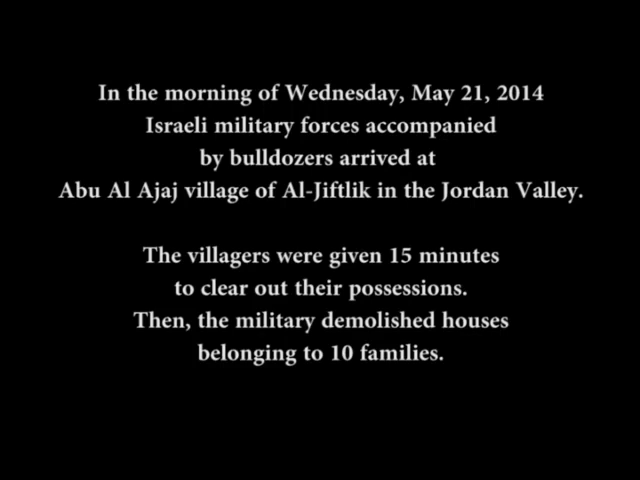 In the morning of Wednesday, May 21, 2014
Israeli military forces accompanied
by bulldozers arrived at
Abu Al Ajaj village of Al-Jiftlik in the Jordan Valley.
The villagers were given 15 minutes
to clear out their possessions.
Then, the military demolished houses
belonging to 10 families.